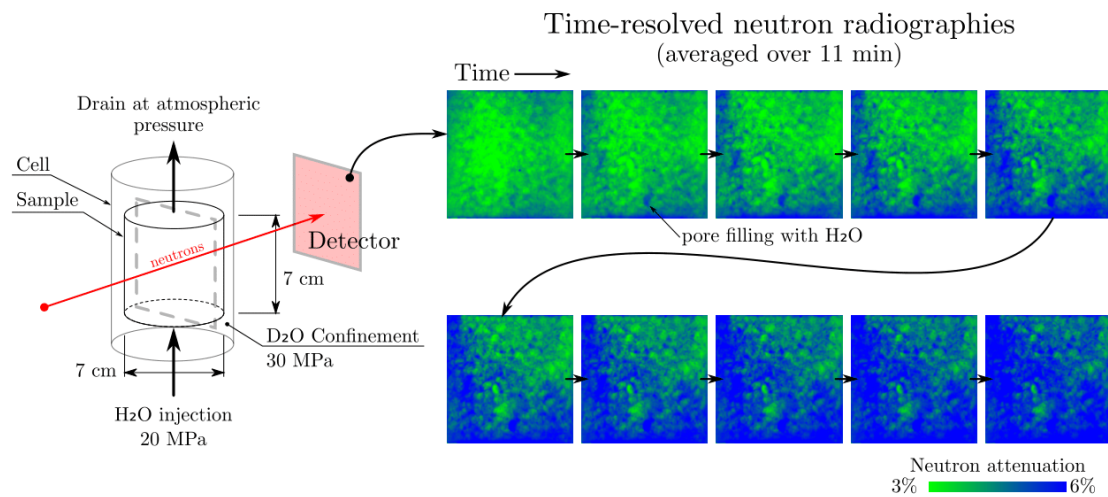 Time-resolved neutron radiographies
(averaged over 11 min)
Time
Drain at atmospheric
pressure
Cell
Sample
neutrons
Detector
7 cm
D2O Confinement
30 MPa
7 cm
H2O injection
20 MPa
pore filling with H2O
Neutron attenuation
3%
6%